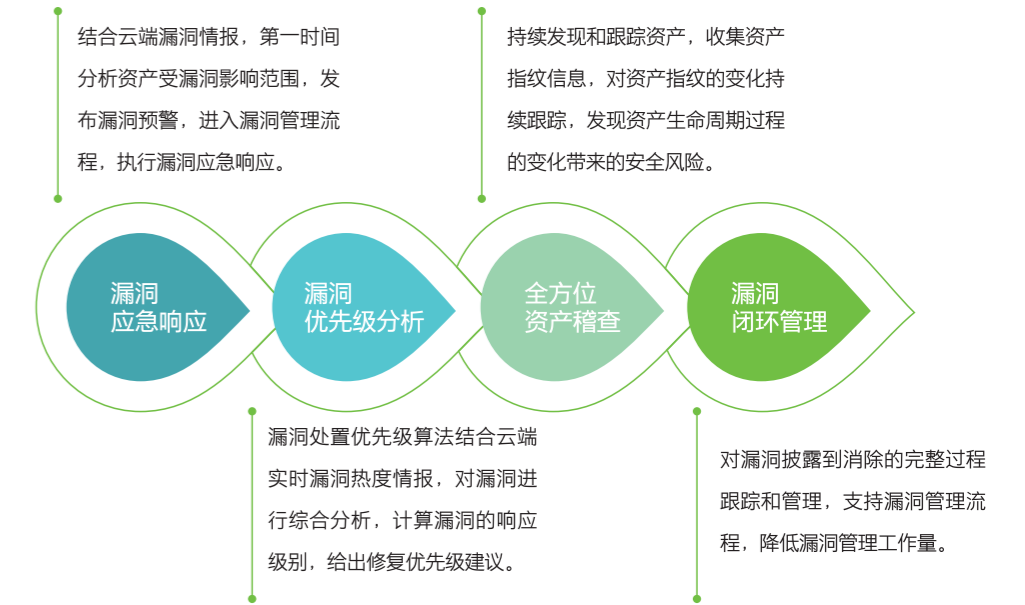 结合云端漏洞情报，第一时间
分析资产受漏洞影响范围，发
布漏洞预警，进入漏洞管理流
程，执行漏洞应急响应。
持续发现和跟踪资产，收集资产
指纹信息，对资产指纹的变化持
续跟踪，发现资产生命周期过程
的变化带来的安全风险。
漏洞
应急响应
漏洞
优先级分析
全方位
资产稽查
漏洞
闭环管理
漏洞处置优先级算法结合云端
实时漏洞热度情报，对漏洞进
行综合分析，计算漏洞的响应
级别，给出修复优先级建议。
对漏洞披露到消除的完整过程
跟踪和管理，支持漏洞管理流
程，降低漏洞管理工作量。